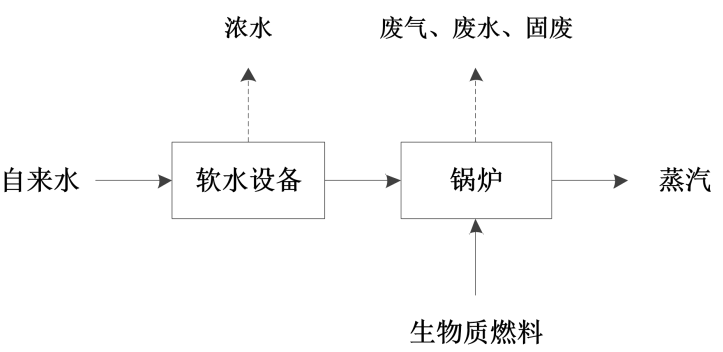 浓水
废气、废水、固废
自来水
软水设备
锅炉
蒸汽
生物质燃料